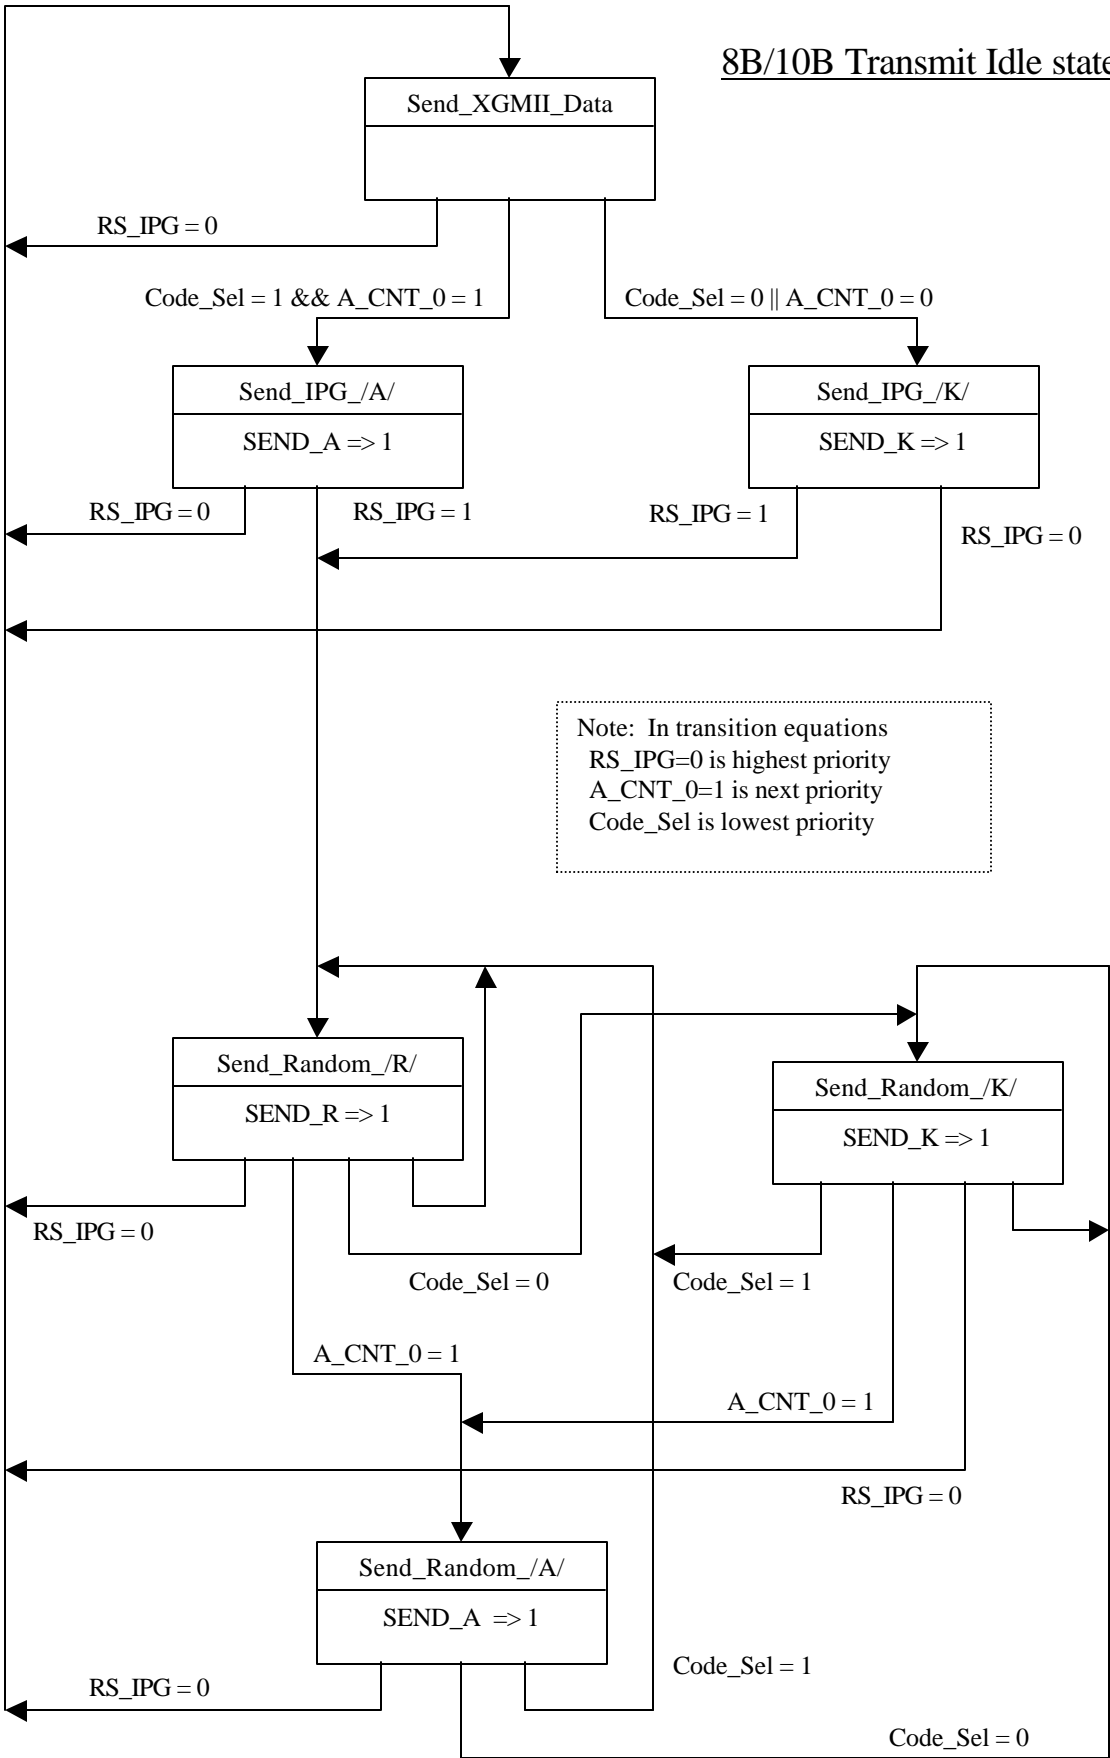 8B/10B Transmit Idle state
Send_XGMII_Data
RS_IPG = 0
Code_Sel = 1 && A_CNT_0 = 1
Code_Sel = 0 || A_CNT_0 = 0
Send_IPG_/A/
SEND_A => 1
Send_IPG_/K/
SEND_K => 1
RS_IPG = 0
RS_IPG = 1
RS_IPG = 1
RS_IPG = 0
Note: In transition equations
RS_IPG=0 is highest priority
A_CNT_0=1 is next priority
Code_Sel is lowest priority
Send_Random_/R/
SEND_R => 1
Send_Random_/K/
SEND_K => 1
RS_IPG = 0
Code_Sel = 0
Code_Sel = 1
A_CNT_0 = 1
A_CNT_0 = 1
RS_IPG = 0
Send_Random_/A/
SEND_A => 1
Code_Sel = 1
RS_IPG = 0
Code_Sel = 0